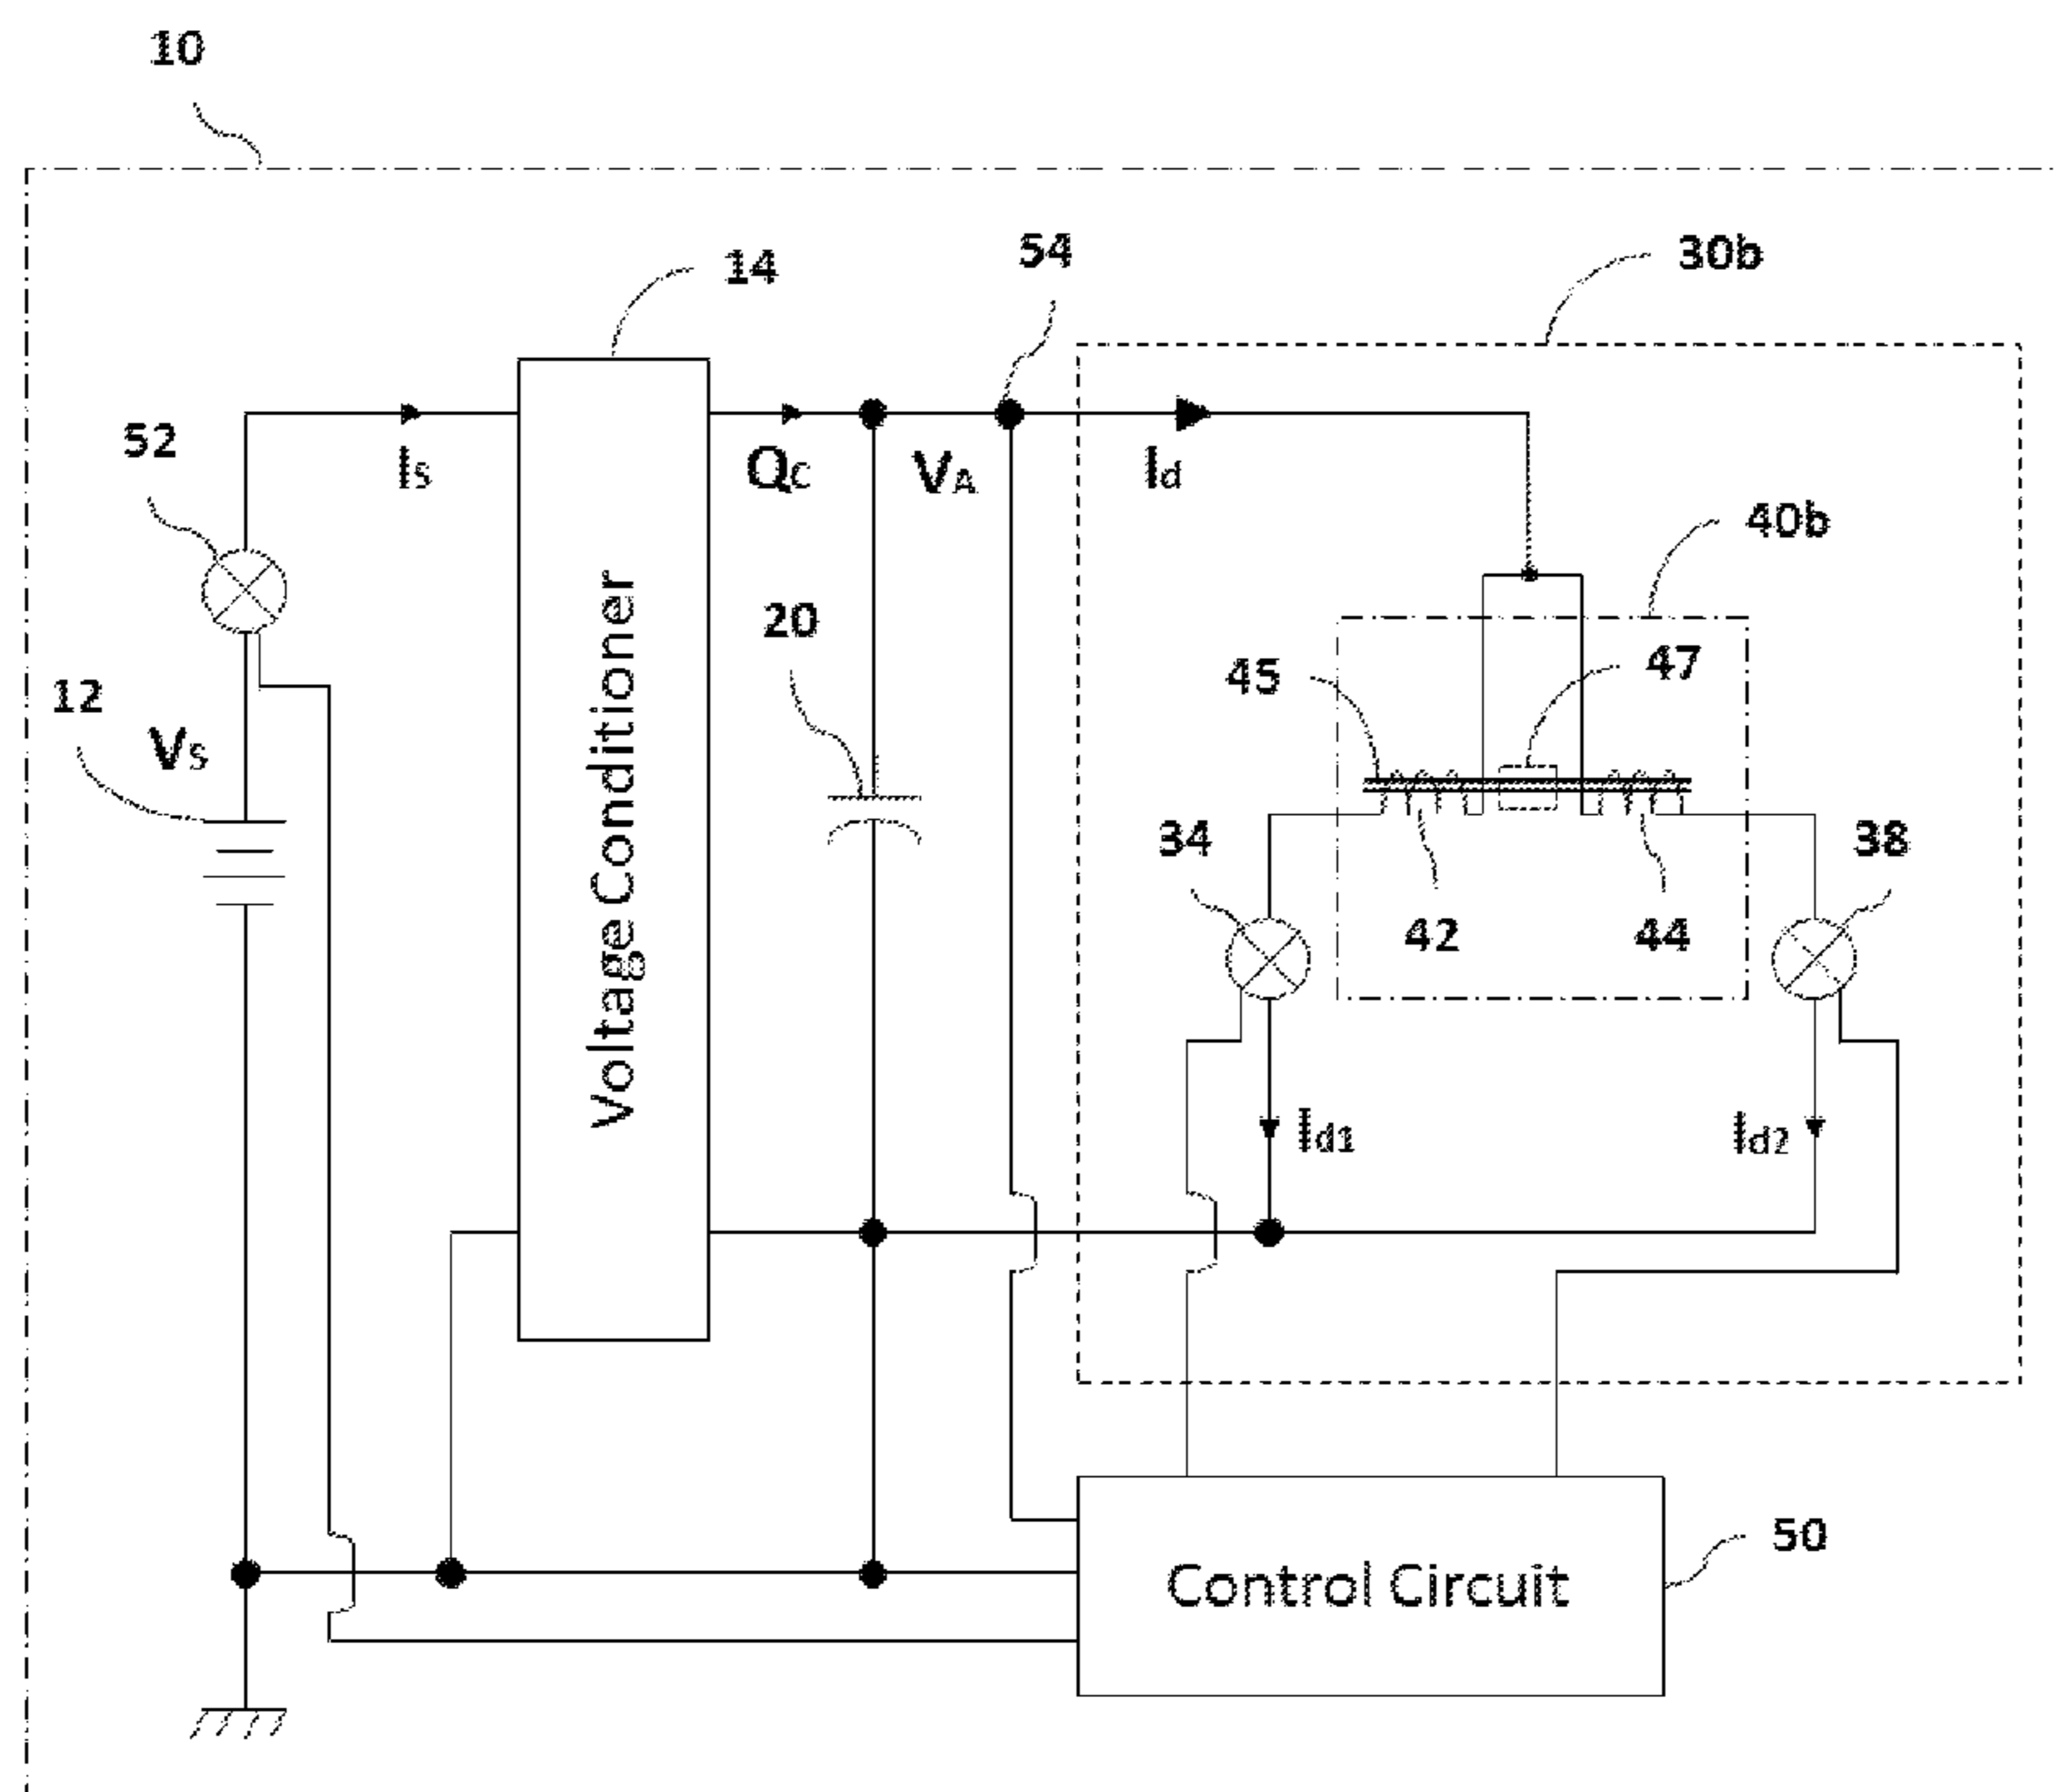 10
54
30b
14
52
IS
QC
VA
Id
40b
20
45
47
12
VS
34
38
42
44
Voltage Conditioner
Id1
Id2
50
Control Circuit